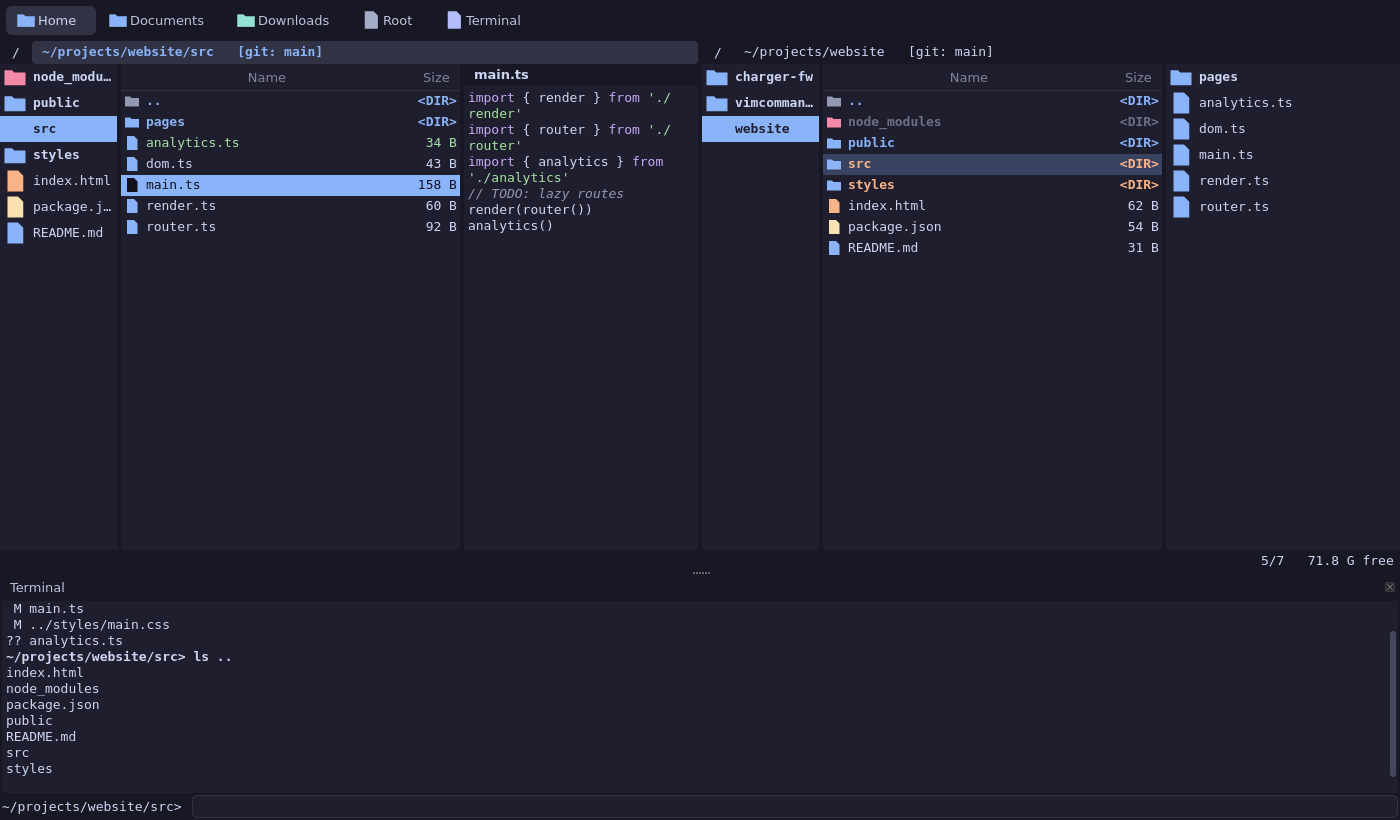 Home Documents Downloads Root Terminal
/ ~/projects/website/src [git: main]
node_modu…
public
src
styles
index.html
package.j…
README.md
Name Size
.. <DIR>
pages <DIR>
analytics.ts 34 B
dom.ts 43 B
main.ts 158 B
render.ts 60 B
router.ts 92 B
main.ts
import { render } from './
render'
import { router } from './
router'
import { analytics } from
'./analytics'
// TODO: lazy routes
render(router())
analytics()
/ ~/projects/website [git: main]
charger-fw
vimcomman…
website
Name Size
.. <DIR>
node_modules <DIR>
public <DIR>
src <DIR>
styles <DIR>
index.html 62 B
package.json 54 B
README.md 31 B
pages
analytics.ts
dom.ts
main.ts
render.ts
router.ts
5/7 71.8 G free
Terminal
M main.ts
M ../styles/main.css
?? analytics.ts
~/projects/website/src> ls ..
index.html
node_modules
package.json
public
README.md
src
styles
~/projects/website/src>